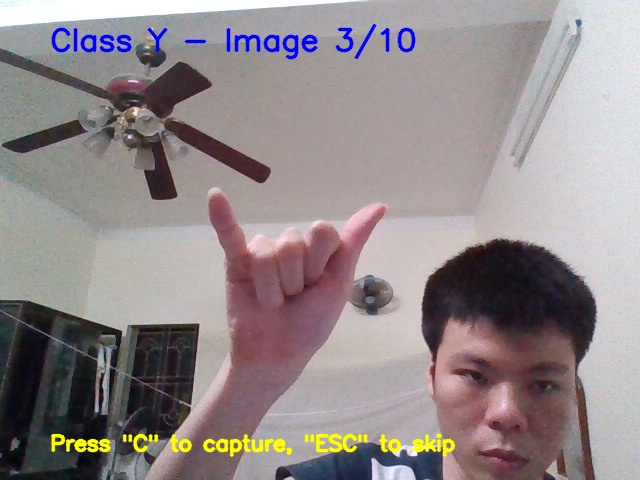 Class Y - Image 3/10
Press "C" to capture, "ESC" to skip